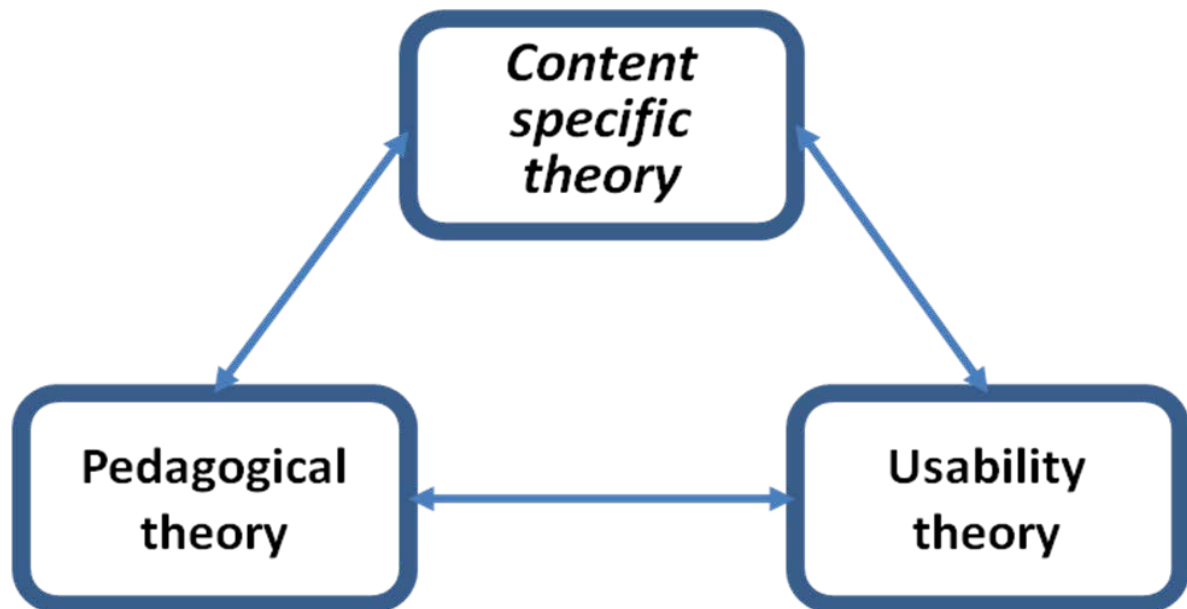 Content
specific
theory
Pedagogical
theory
Usability
theory